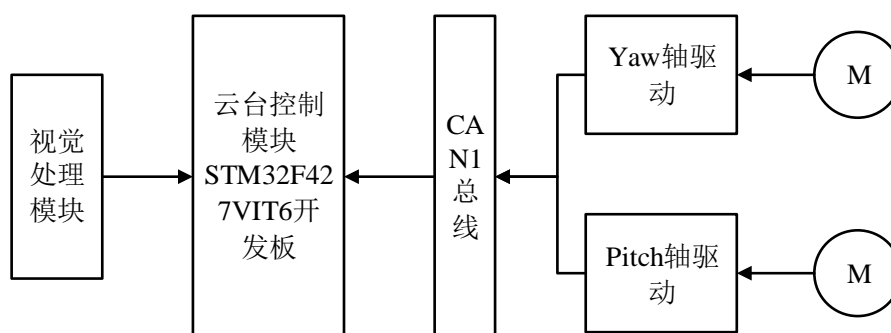 视觉
处理
模块
云台控制
模块
STM32F42
7VIT6开
发板
CA
N1
总
线
Yaw轴驱
动
M
Pitch轴驱
动
M